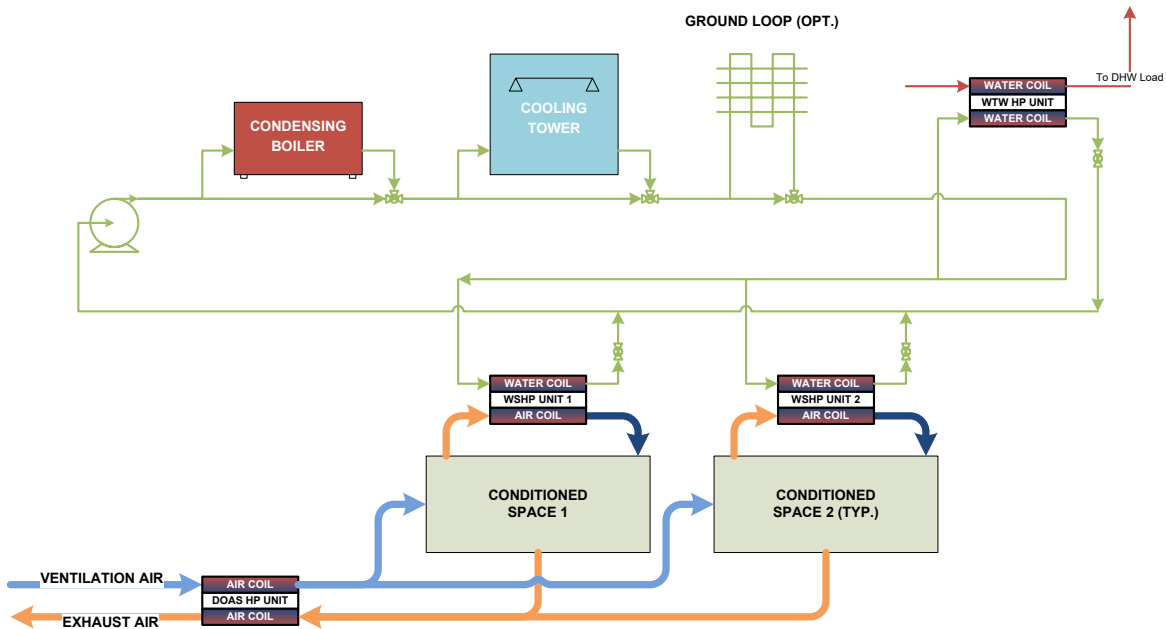 GROUND LOOP (OPT.)
To DHW Load
WATER COIL
WTW HP UNIT
WATER COIL
CONDENSING
BOILER
COOLING
TOWER
WATER COIL
WSHP UNIT 1
AIR COIL
WATER COIL
WSHP UNIT 2
AIR COIL
CONDITIONED
SPACE 1
CONDITIONED
SPACE 2 (TYP.)
VENTILATION AIR
EXHAUST AIR
AIR COIL
DOAS HP UNIT
AIR COIL